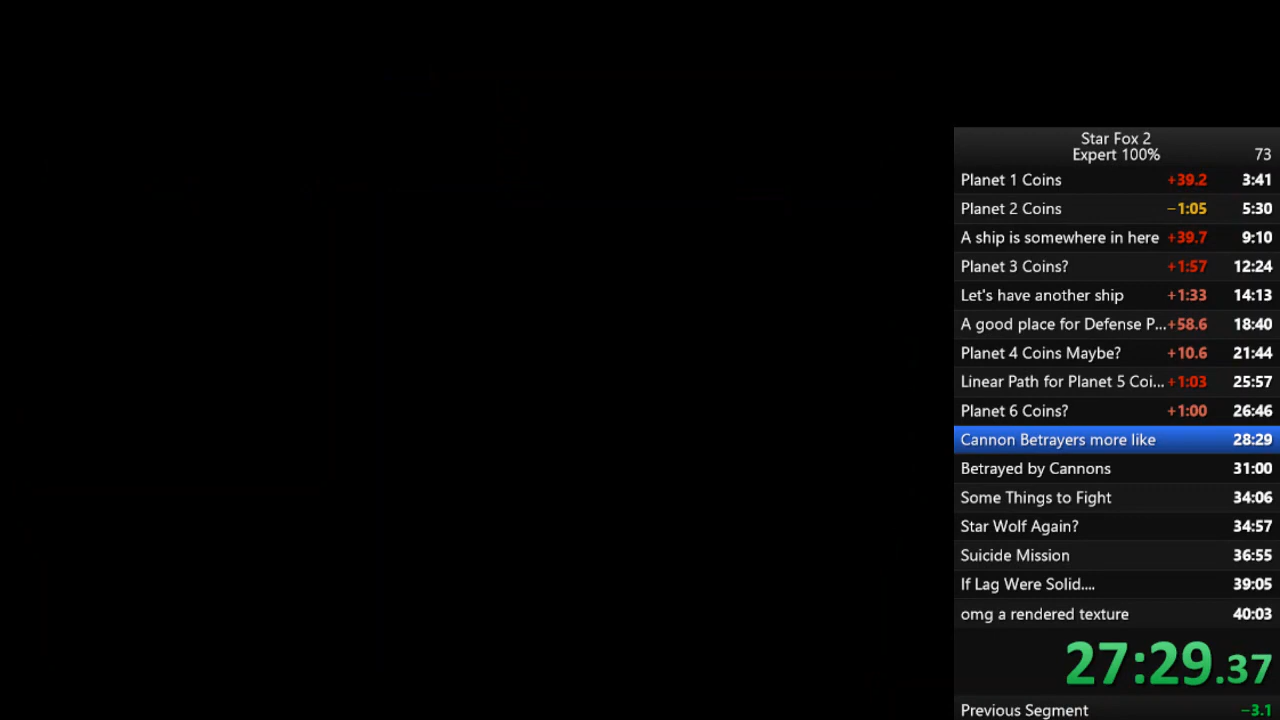 Star Fox 2
Expert 100% 73
Planet 1 Coins +39.2 3:41
Planet 2 Coins −1:05 5:30
A ship is somewhere in here +39.7 9:10
Planet 3 Coins? +1:57 12:24
Let's have another ship +1:33 14:13
A good place for Defense P... +58.6 18:40
Planet 4 Coins Maybe? +10.6 21:44
Linear Path for Planet 5 Coi... +1:03 25:57
Planet 6 Coins? +1:00 26:46
Cannon Betrayers more like 28:29
Betrayed by Cannons 31:00
Some Things to Fight 34:06
Star Wolf Again? 34:57
Suicide Mission 36:55
If Lag Were Solid.... 39:05
omg a rendered texture 40:03
27:29.37
Previous Segment −3.1